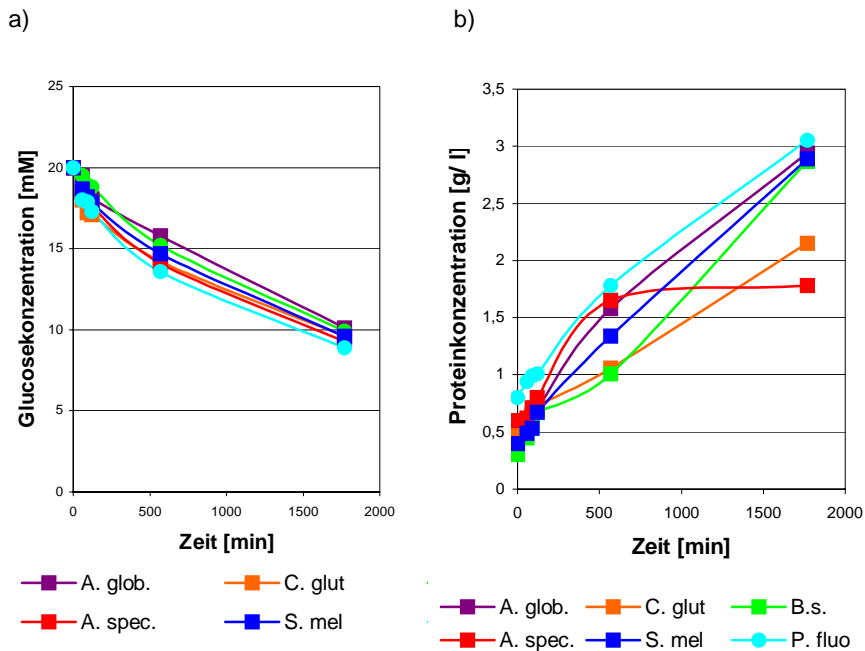 a)
b)
Glucosekonzentration [mM]
25
20
15
10
5
0
0 500 1000 1500 2000
Zeit [min]
A. glob. C. glut
A. spec. S. mel
Proteinkonzentration [g/ l]
3,5
3
2,5
2
1,5
1
0,5
0
0 500 1000 1500 2000
Zeit [min]
A. glob. C. glut B.s.
A. spec. S. mel P. fluo